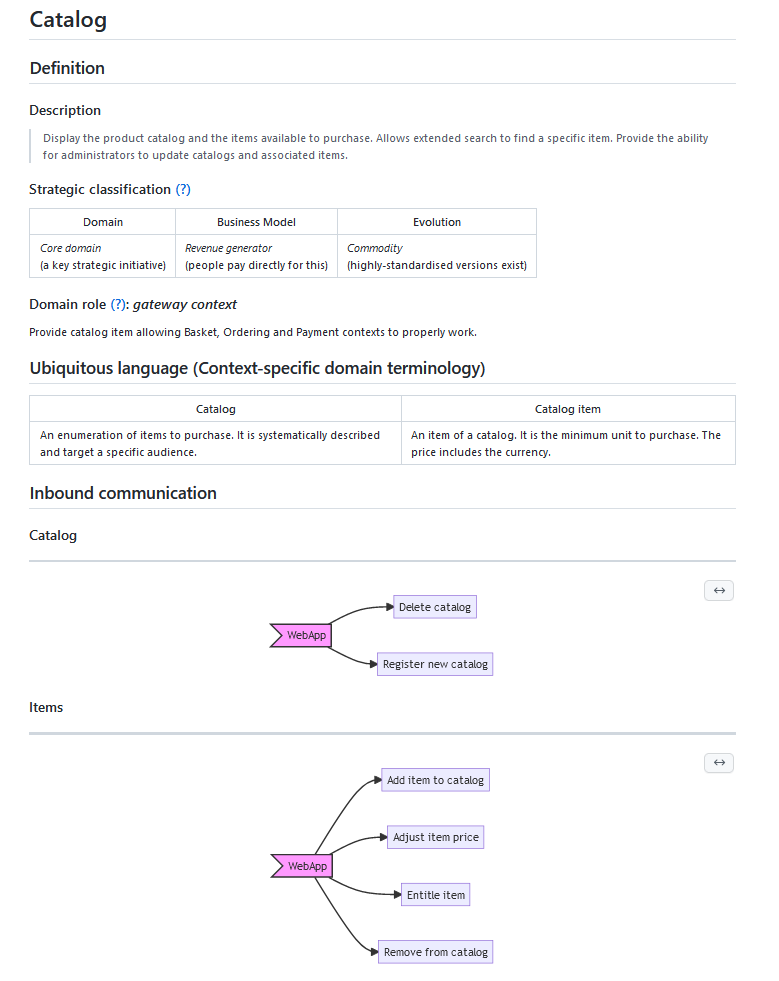 Catalog
Definition
Description
Display the product catalog and the items available to purchase. Allows extended search to find a specific item. Provide the ability
for administrators to update catalogs and associated items.
Strategic classification (?)
Domain Business Model Evolution
Core domain Revenue generator Commodity
(a key strategic initiative) (people pay directly for this) (highly-standardised versions exist)
Domain role (?): gateway context
Provide catalog item allowing Basket, Ordering and Payment contexts to properly work.
Ubiquitous language (Context-specific domain terminology)
Catalog Catalog item
An enumeration of items to purchase. It is systematically described An item of a catalog. It is the minimum unit to purchase. The
and target a specific audience. price includes the currency.
Inbound communication
Catalog
Delete catalog
WebApp
Register new catalog
Items
Add item to catalog
Adjust item price
WebApp
Entitle item
Remove from catalog